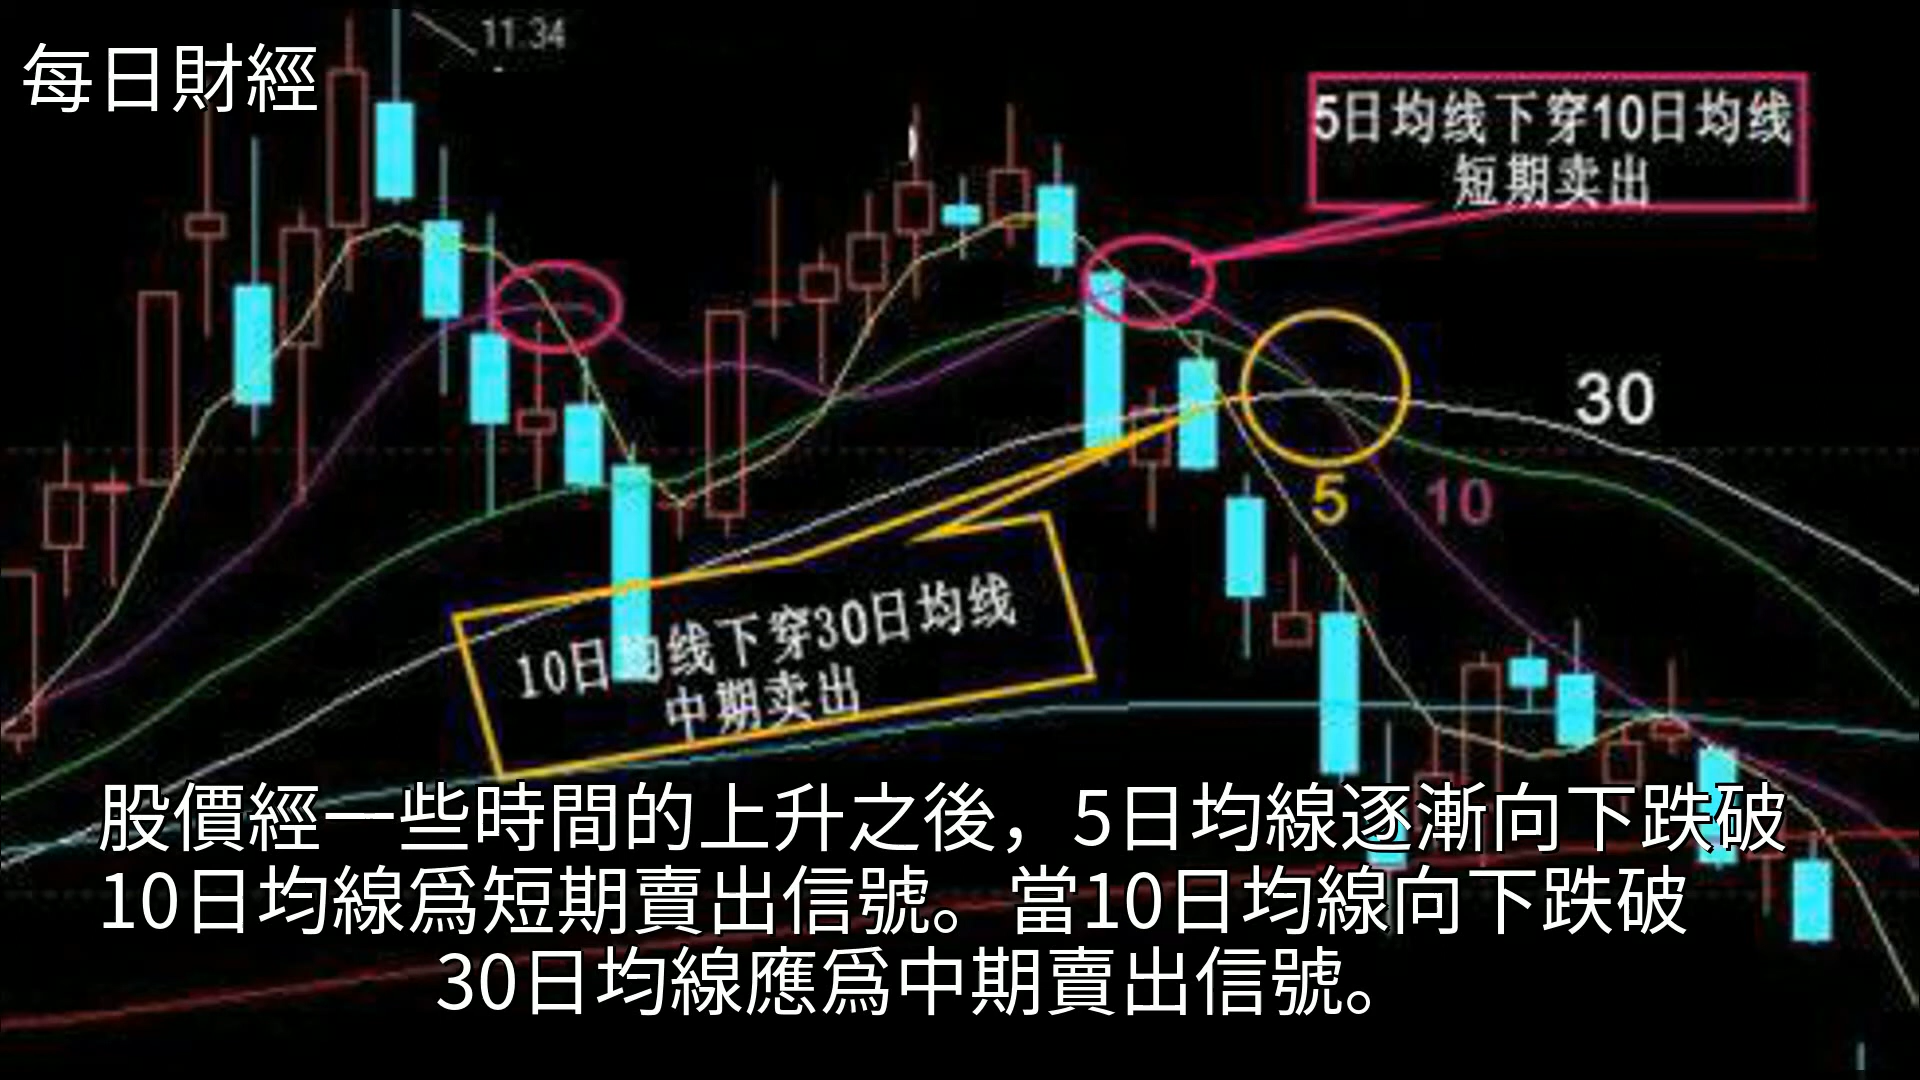 每日財經
11.34
5日均线下穿10日均线
短期卖出
30
5
10
10日均线下穿30日均线
中期卖出
股價經一些時間的上升之後，5日均線逐漸向下跌破
10日均線爲短期賣出信號。當10日均線向下跌破
30日均線應爲中期賣出信號。